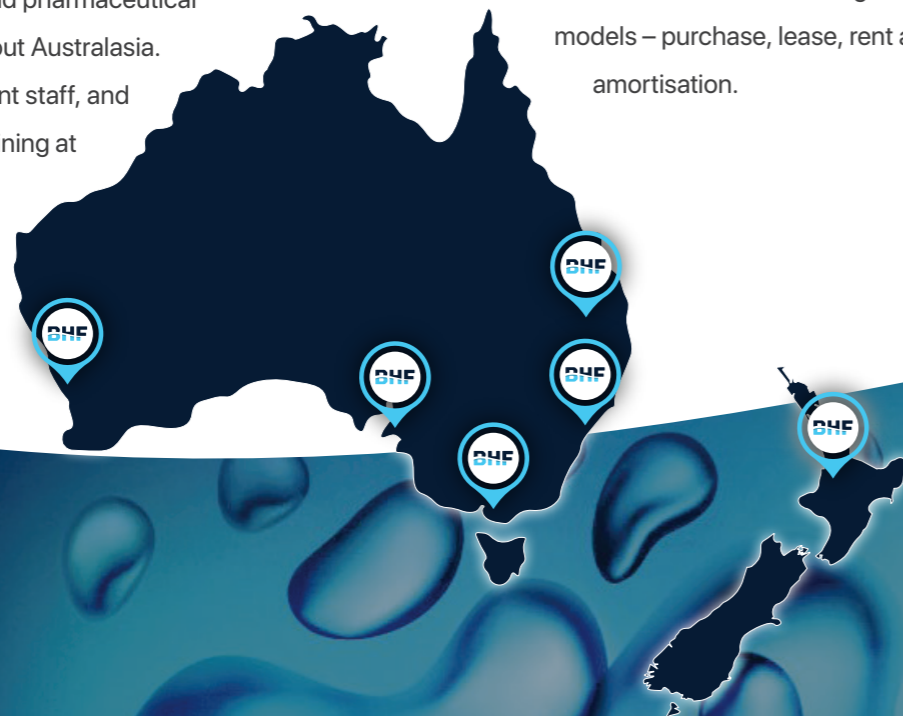 d pharmaceutical
out Australasia.
nt staff, and
ning at
models – purchase, lease, rent a
amortisation.
BHF
BHF
BHF
BHF
BHF
BHF